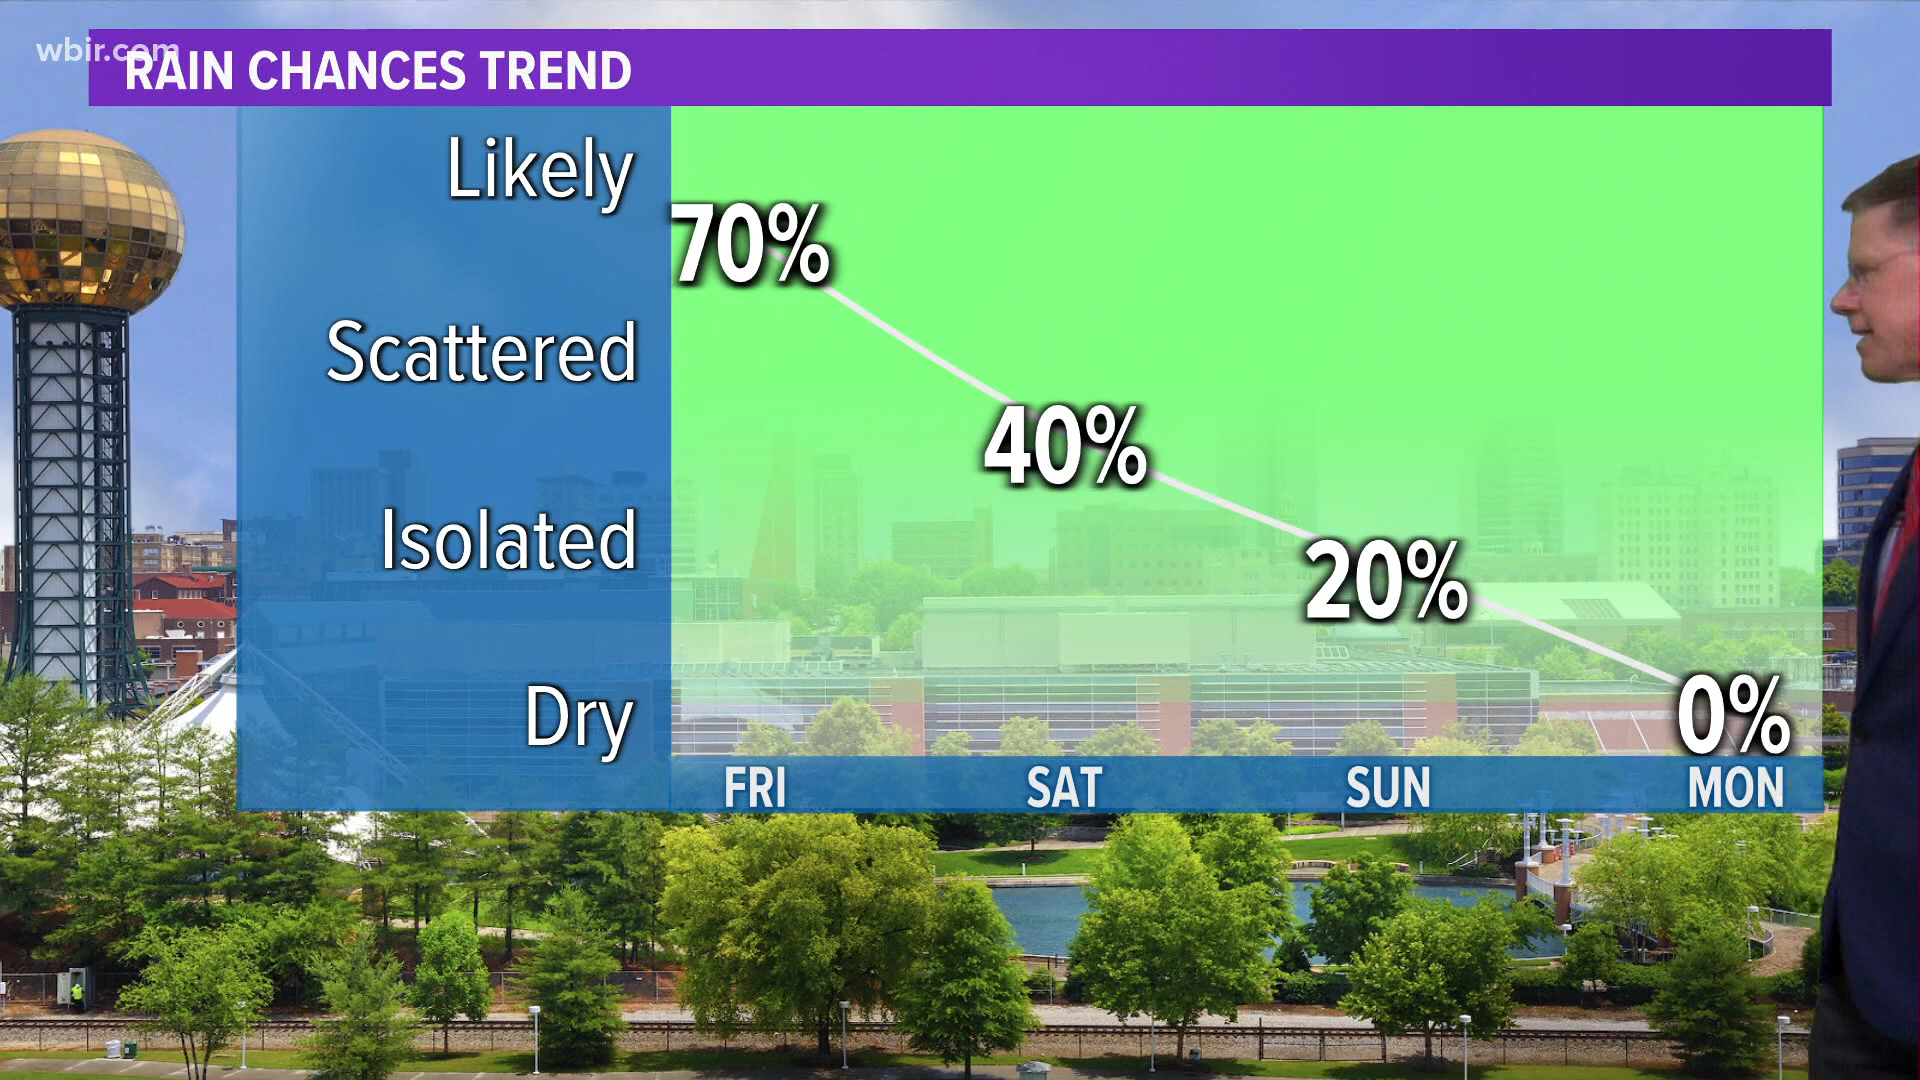 wbir.com
RAIN CHANCES TREND
Likely
70%
Scattered
40%
Isolated
20%
Dry
0%
FRI SAT SUN MON